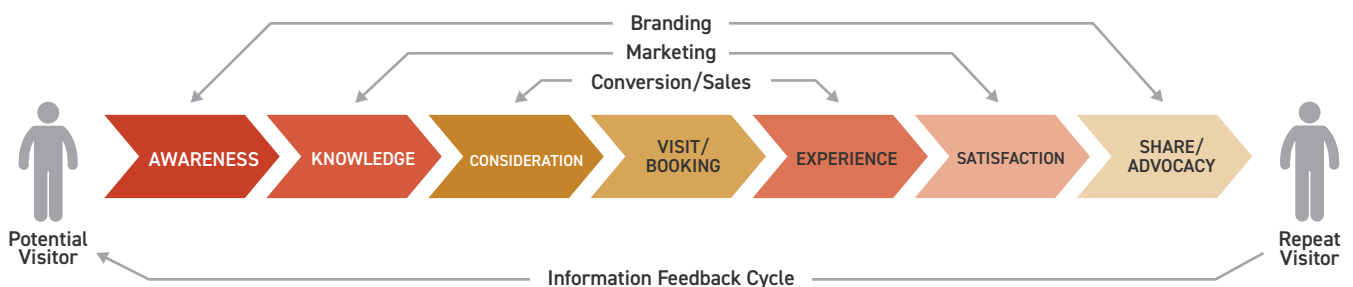 Branding
Marketing
Conversion/Sales
AWARENESS
KNOWLEDGE
CONSIDERATION
VISIT/
BOOKING
EXPERIENCE
SATISFACTION
SHARE/
ADVOCACY
Potential
Visitor
Repeat
Visitor
Information Feedback Cycle